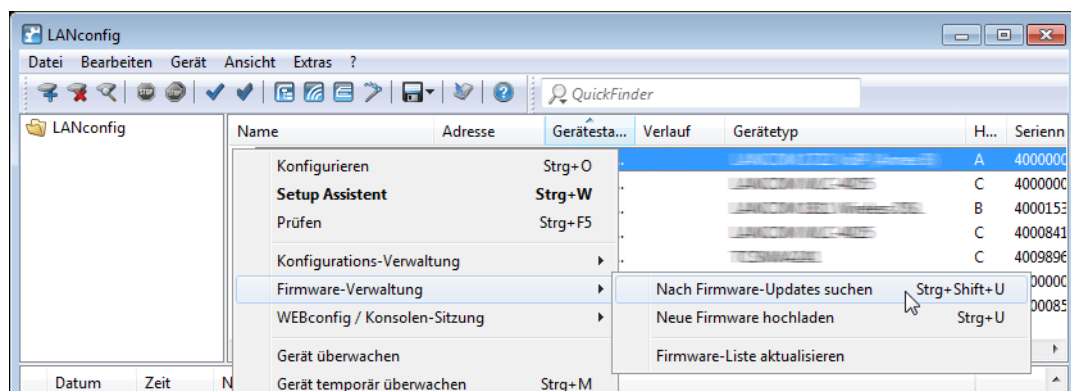 LANconfig
Datei Bearbeiten Gerät Ansicht Extras ?
QuickFinder
LANconfig
Name Adresse Gerätesta... Verlauf Gerätetyp H... Serienn
A 4000000
C 4000000
B 4000153
C 4000841
C 4009896
Konfigurieren Strg+O
Setup Assistent Strg+W
Prüfen Strg+F5
Konfigurations-Verwaltung
Firmware-Verwaltung
WEBconfig / Konsolen-Sitzung
Gerät überwachen
Gerät temporär überwachen Strg+M
Nach Firmware-Updates suchen Strg+Shift+U
Neue Firmware hochladen Strg+U
Firmware-Liste aktualisieren
Datum Zeit N